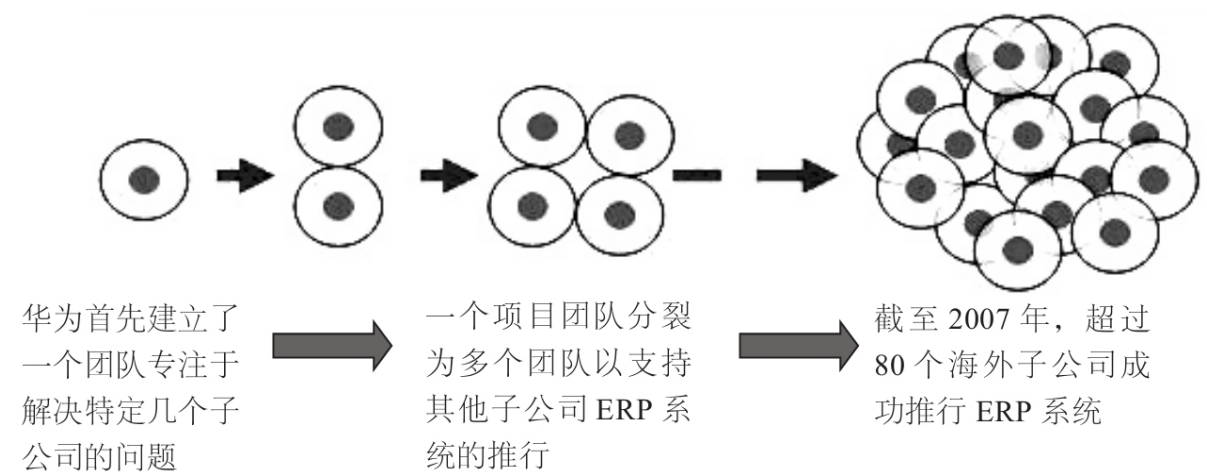 华为首先建立了
一个团队专注于
解决特定几个子
公司的问题
一个项目团队分裂
为多个团队以支持
其他子公司 ERP 系
统的推行
截至 2007 年，超过
80 个海外子公司成
功推行 ERP 系统